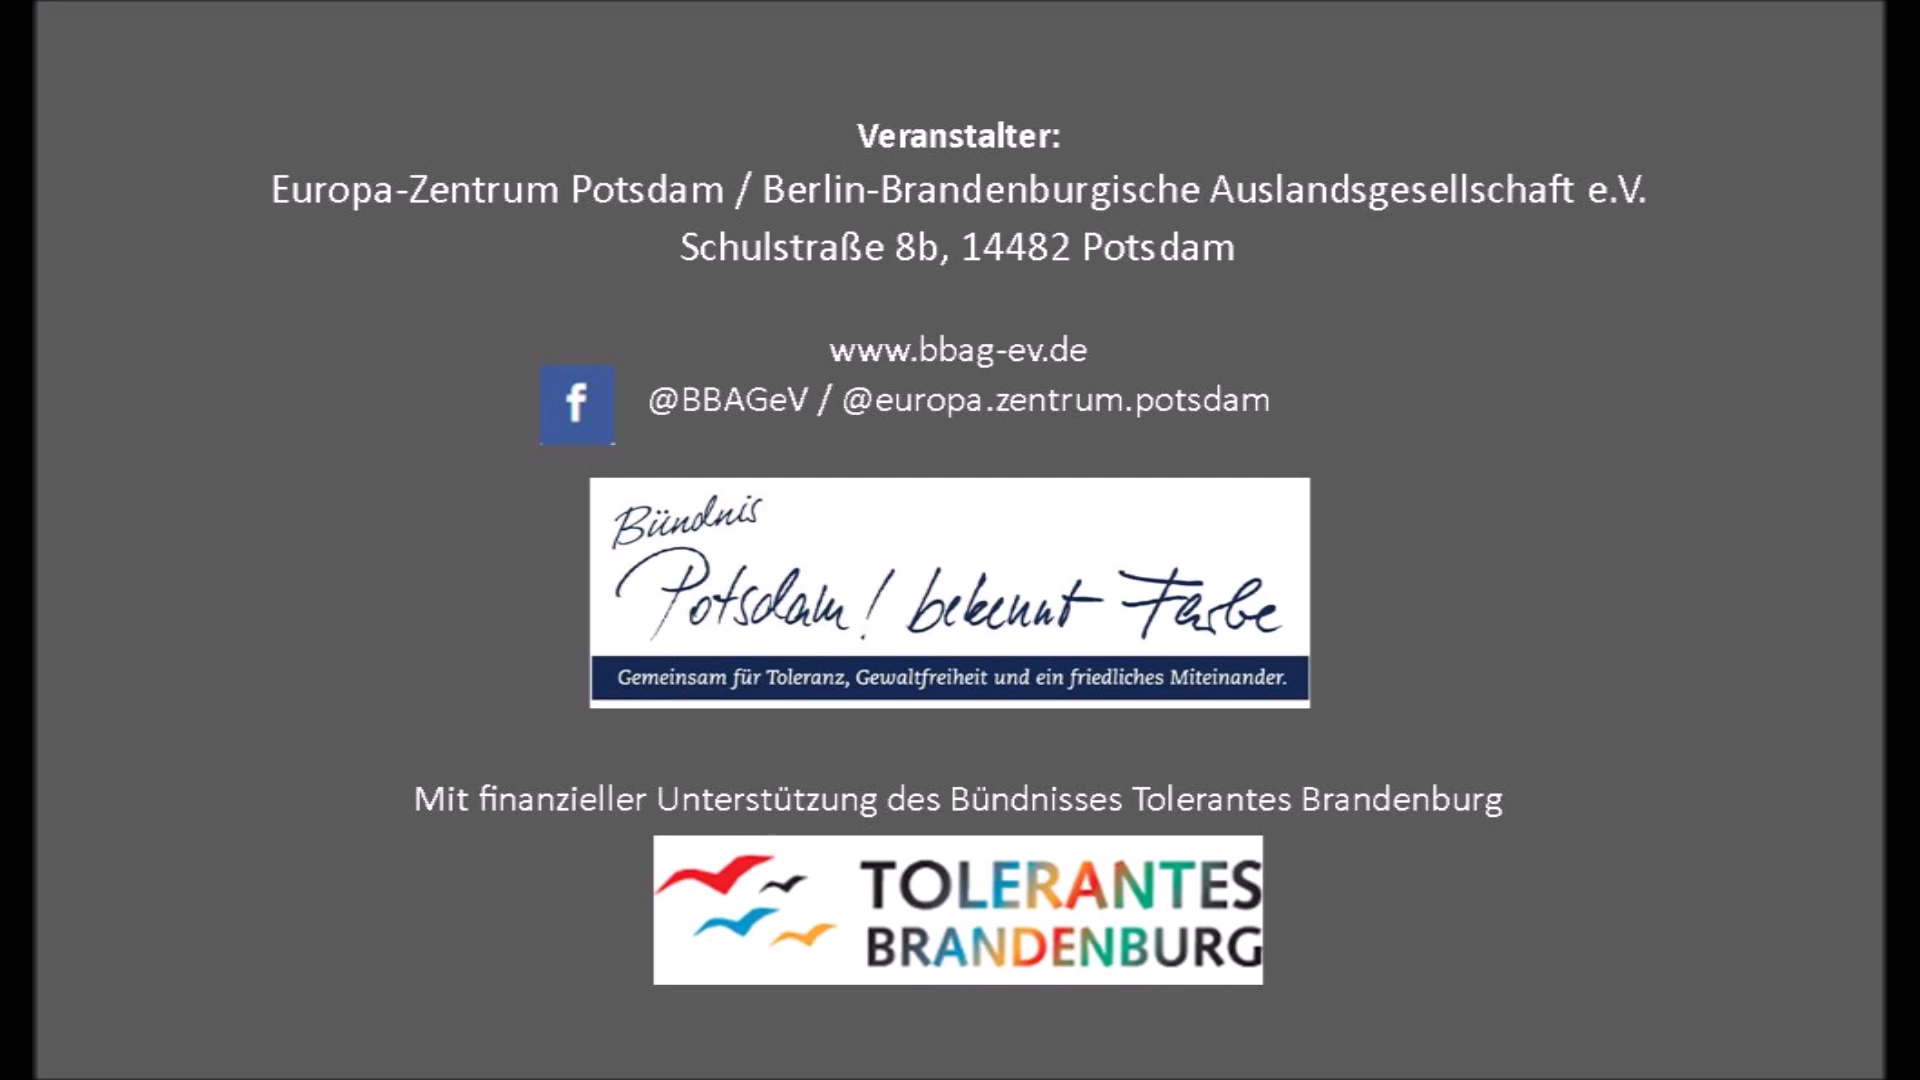 Veranstalter:
Europa-Zentrum Potsdam / Berlin-Brandenburgische Auslandsgesellschaft e.V.
Schulstraße 8b, 14482 Potsdam
www.bbag-ev.de
f @BBAGeV / @europa.zentrum.potsdam
Bündnis
Potsdam! bekennt Farbe
Gemeinsam für Toleranz, Gewaltfreiheit und ein friedliches Miteinander.
Mit finanzieller Unterstützung des Bündnisses Tolerantes Brandenburg
TOLERANTES
BRANDENBURG